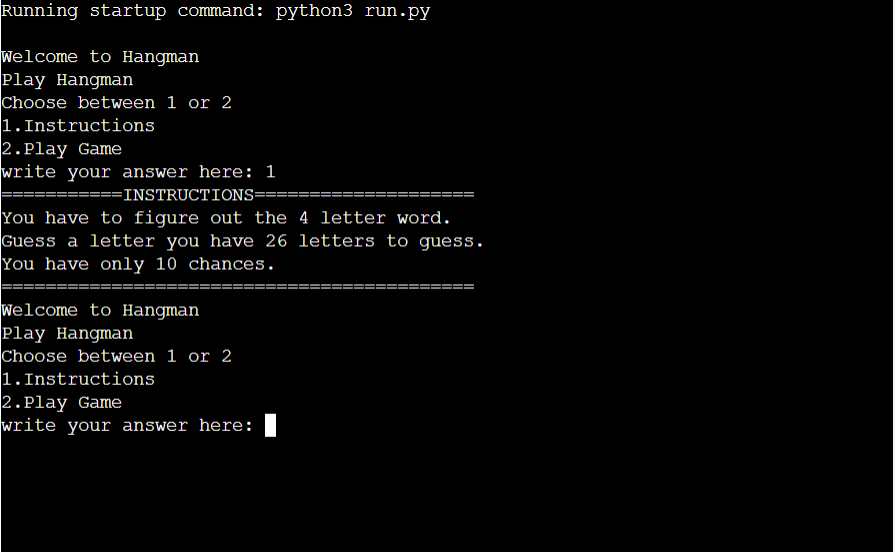 Running startup command: python3 run.py
Welcome to Hangman
Play Hangman
Choose between 1 or 2
1.Instructions
2.Play Game
write your answer here: 1
===========INSTRUCTIONS====================
You have to figure out the 4 letter word.
Guess a letter you have 26 letters to guess.
You have only 10 chances.
===========================================
Welcome to Hangman
Play Hangman
Choose between 1 or 2
1.Instructions
2.Play Game
write your answer here: